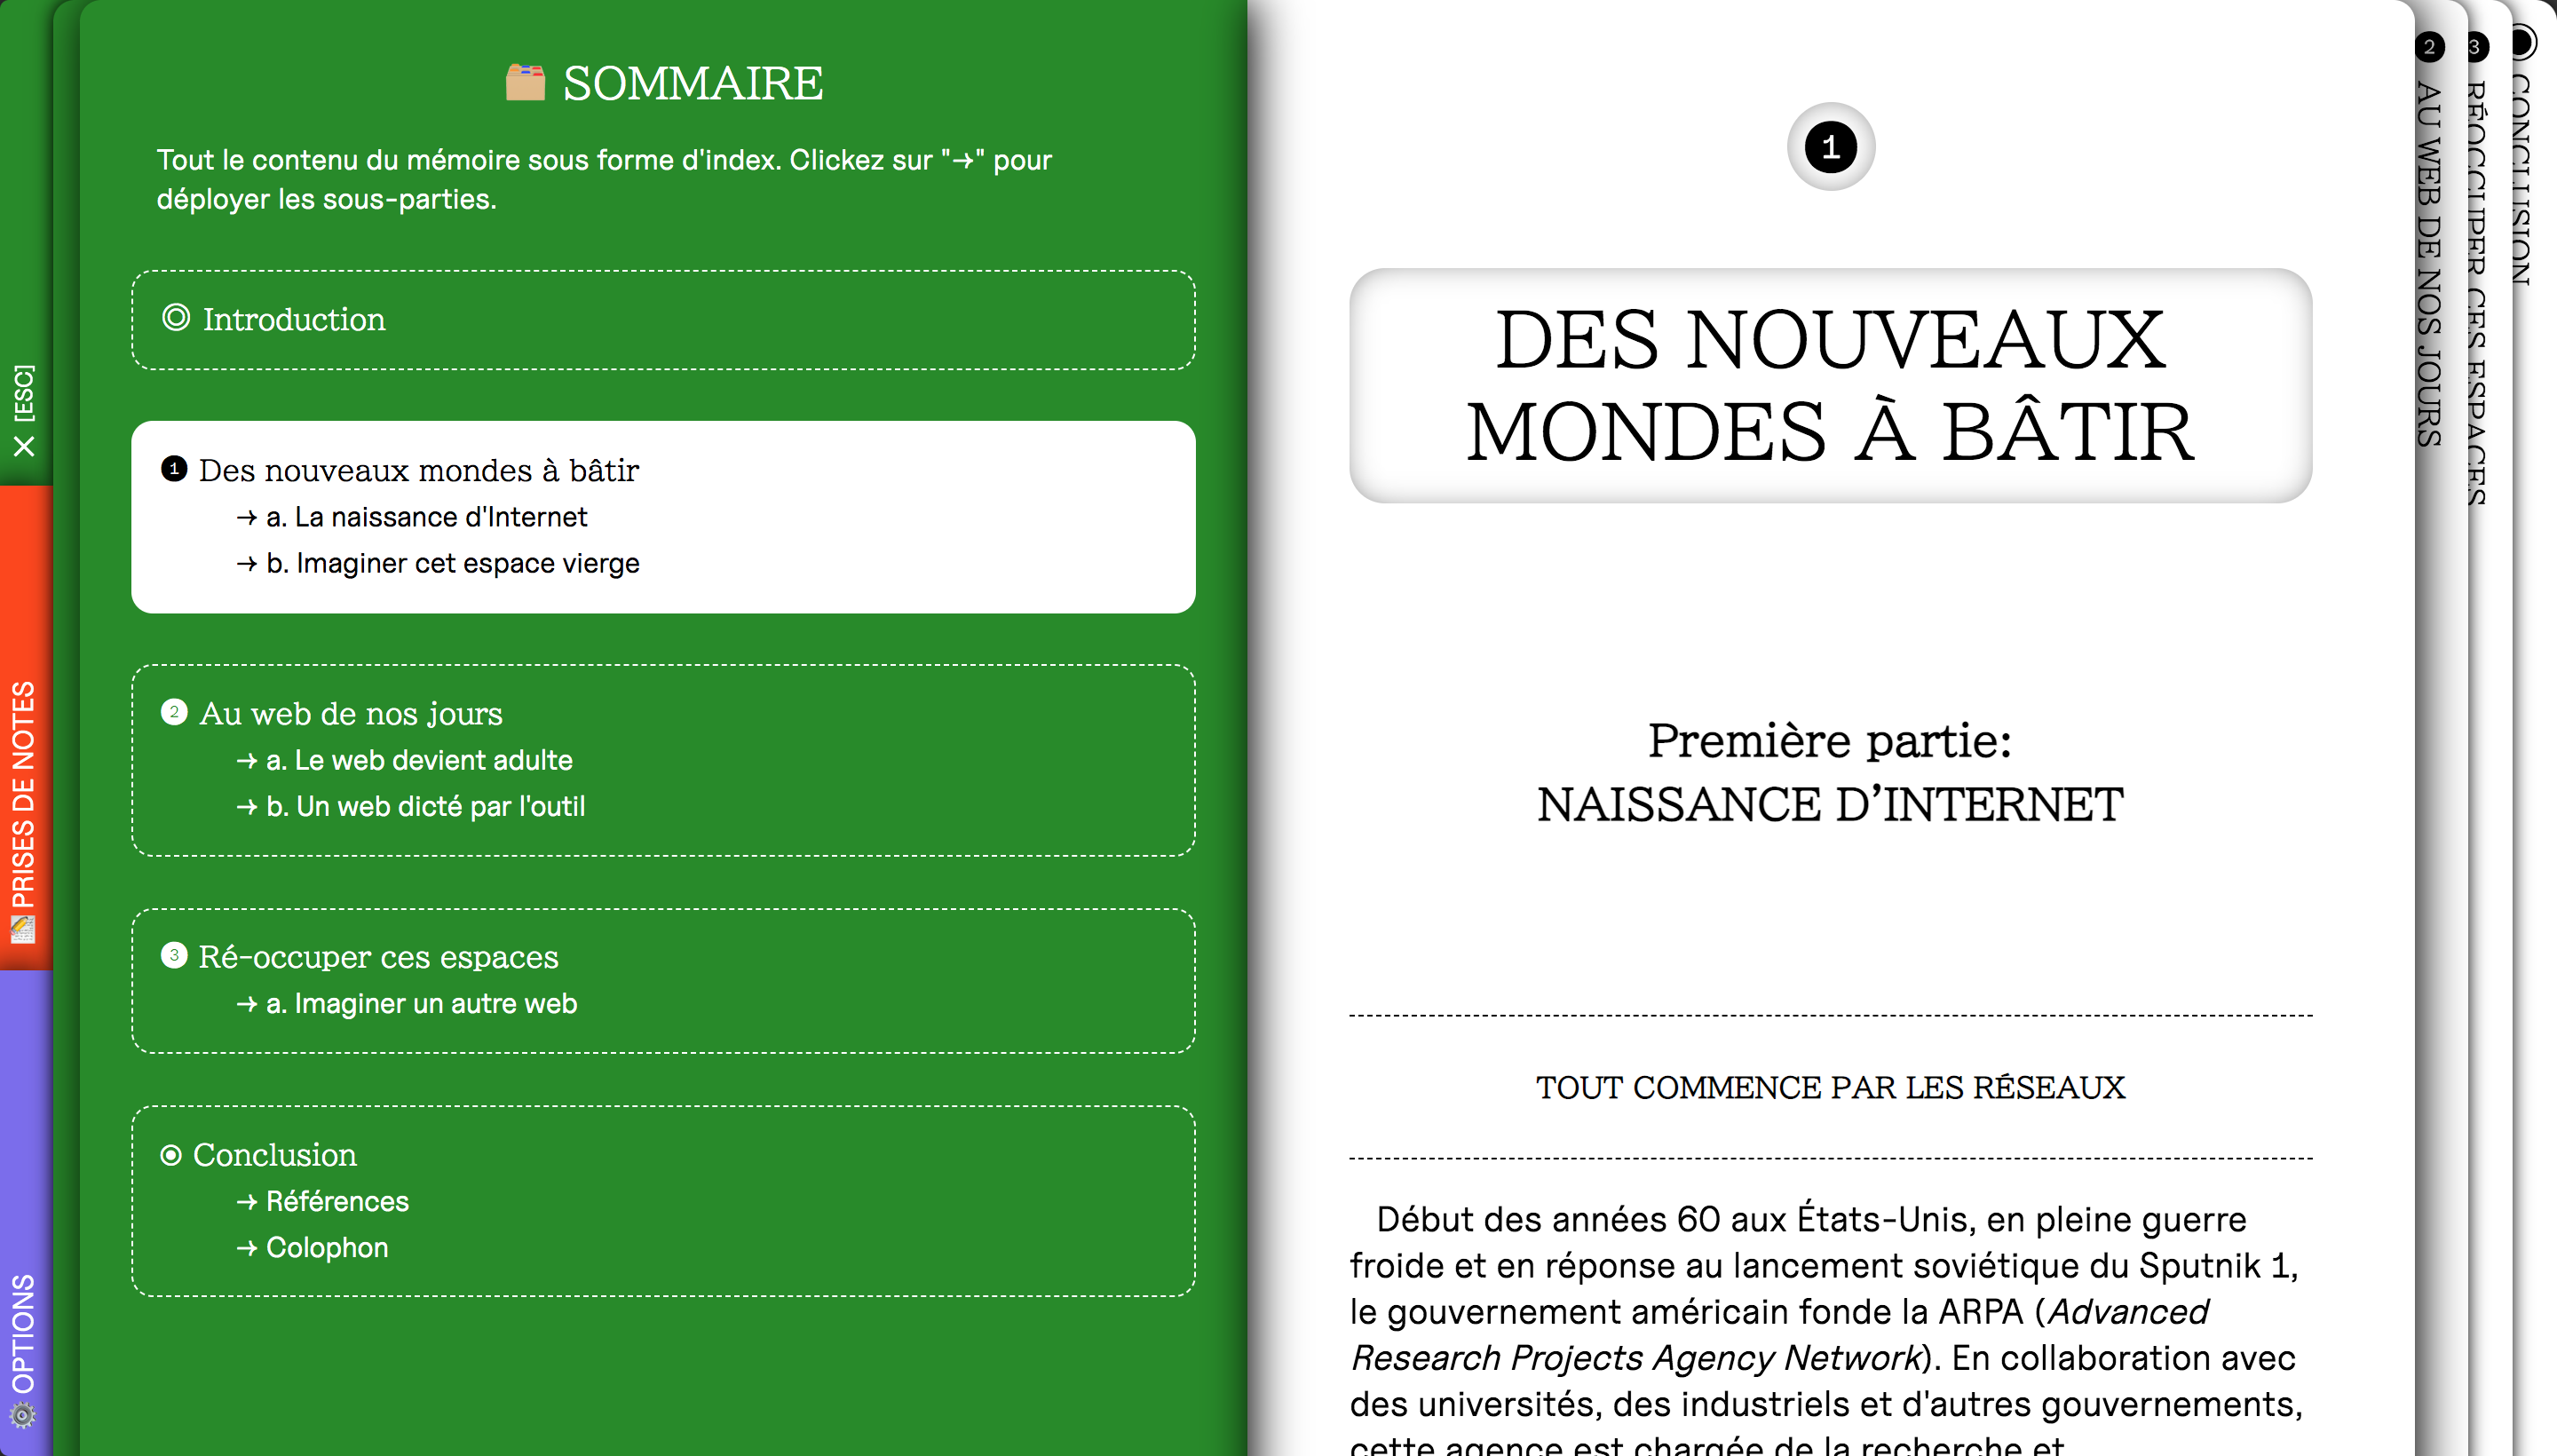 ✕ [ESC]
PRISES DE NOTES
OPTIONS
SOMMAIRE
Tout le contenu du mémoire sous forme d'index. Clickez sur "→" pour
déployer les sous-parties.
Introduction
1 Des nouveaux mondes à bâtir
→ a. La naissance d'Internet
→ b. Imaginer cet espace vierge
2 Au web de nos jours
→ a. Le web devient adulte
→ b. Un web dicté par l'outil
3 Ré-occuper ces espaces
→ a. Imaginer un autre web
Conclusion
→ Références
→ Colophon
1
DES NOUVEAUX
MONDES À BÂTIR
Première partie:
NAISSANCE D’INTERNET
TOUT COMMENCE PAR LES RÉSEAUX
Début des années 60 aux États-Unis, en pleine guerre
froide et en réponse au lancement soviétique du Sputnik 1,
le gouvernement américain fonde la ARPA (Advanced
Research Projects Agency Network). En collaboration avec
des universités, des industriels et d'autres gouvernements,
cette agence est chargée de la recherche et
2 AU WEB DE NOS JOURS
3 RÉOCCUPER CES ESPACES
CONCLUSION